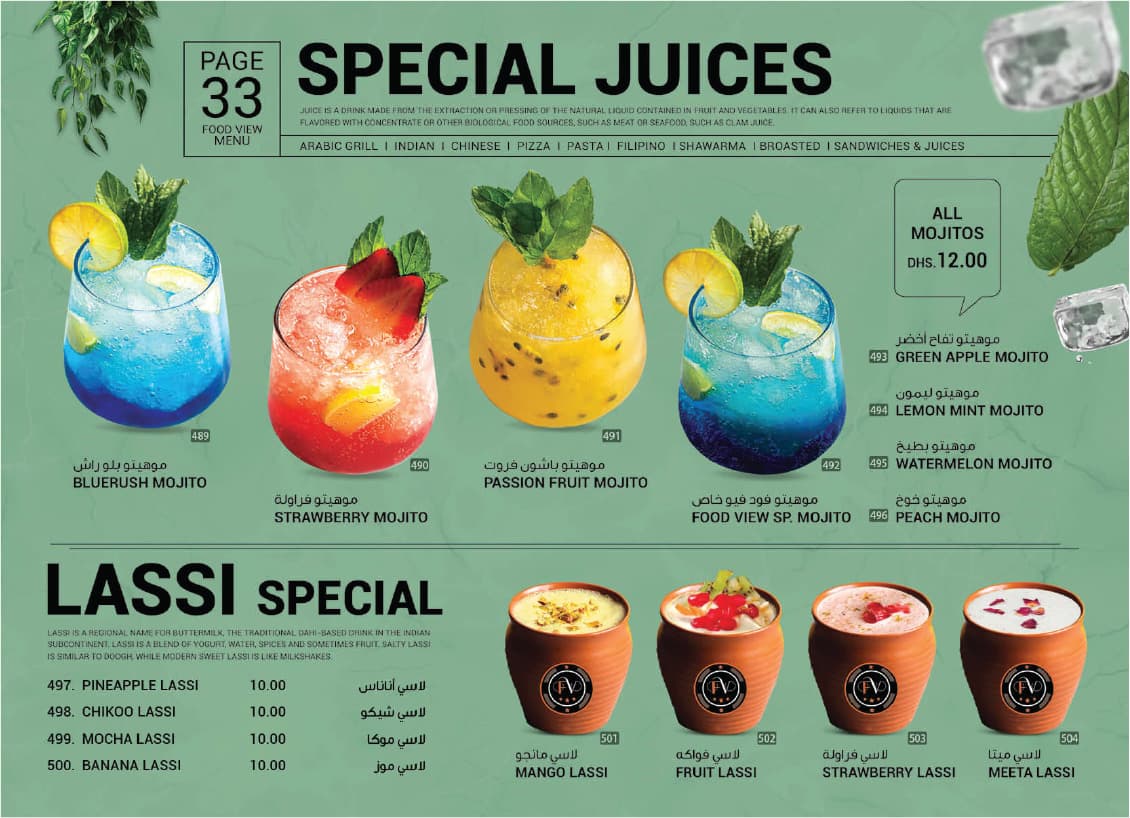 PAGE
33
FOOD VIEW
MENU
SPECIAL JUICES
JUICE IS A DRINK MADE FROM THE EXTRACTION OR PRESSING OF THE NATURAL LIQUID CONTAINED IN FRUIT AND VEGETABLES. IT CAN ALSO REFER TO LIQUIDS THAT ARE
FLAVORED WITH CONCENTRATE OR OTHER BIOLOGICAL FOOD SOURCES, SUCH AS MEAT OR SEAFOOD, SUCH AS CLAM JUICE.
ARABIC GRILL I INDIAN I CHINESE I PIZZA I PASTA I FILIPINO I SHAWARMA I BROASTED I SANDWICHES & JUICES
ALL
MOJITOS
DHS.12.00
489
موهيتو بلو راش
BLUERUSH MOJITO
490
موهيتو فراولة
STRAWBERRY MOJITO
491
موهيتو باشون فروت
PASSION FRUIT MOJITO
492
موهيتو فود فيو خاص
FOOD VIEW SP. MOJITO
موهيتو تفاح أخضر
493 GREEN APPLE MOJITO
موهيتو ليمون
494 LEMON MINT MOJITO
موهيتو بطيخ
495 WATERMELON MOJITO
موهيتو خوخ
496 PEACH MOJITO
LASSI SPECIAL
LASSI IS A REGIONAL NAME FOR BUTTERMILK, THE TRADITIONAL DAHI-BASED DRINK IN THE INDIAN
SUBCONTINENT. LASSI IS A BLEND OF YOGURT, WATER, SPICES AND SOMETIMES FRUIT. SALTY LASSI
IS SIMILAR TO DOOGH, WHILE MODERN SWEET LASSI IS LIKE MILKSHAKES.
497. PINEAPPLE LASSI 10.00 لاسي أناناس
498. CHIKOO LASSI 10.00 لاسي شيكو
499. MOCHA LASSI 10.00 لاسي موكا
500. BANANA LASSI 10.00 لاسي موز
FV
501
لاسي مانجو
MANGO LASSI
FV
502
لاسي فواكه
FRUIT LASSI
FV
503
لاسي فراولة
STRAWBERRY LASSI
FV
504
لاسي ميتا
MEETA LASSI